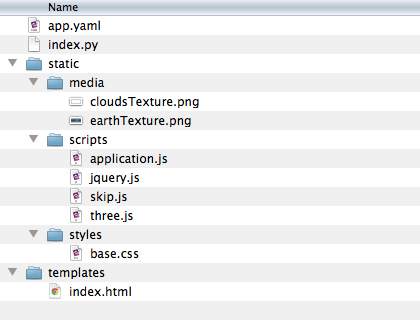 Name
app.yaml
index.py
static
media
cloudsTexture.png
earthTexture.png
scripts
application.js
jquery.js
skip.js
three.js
styles
base.css
templates
index.html